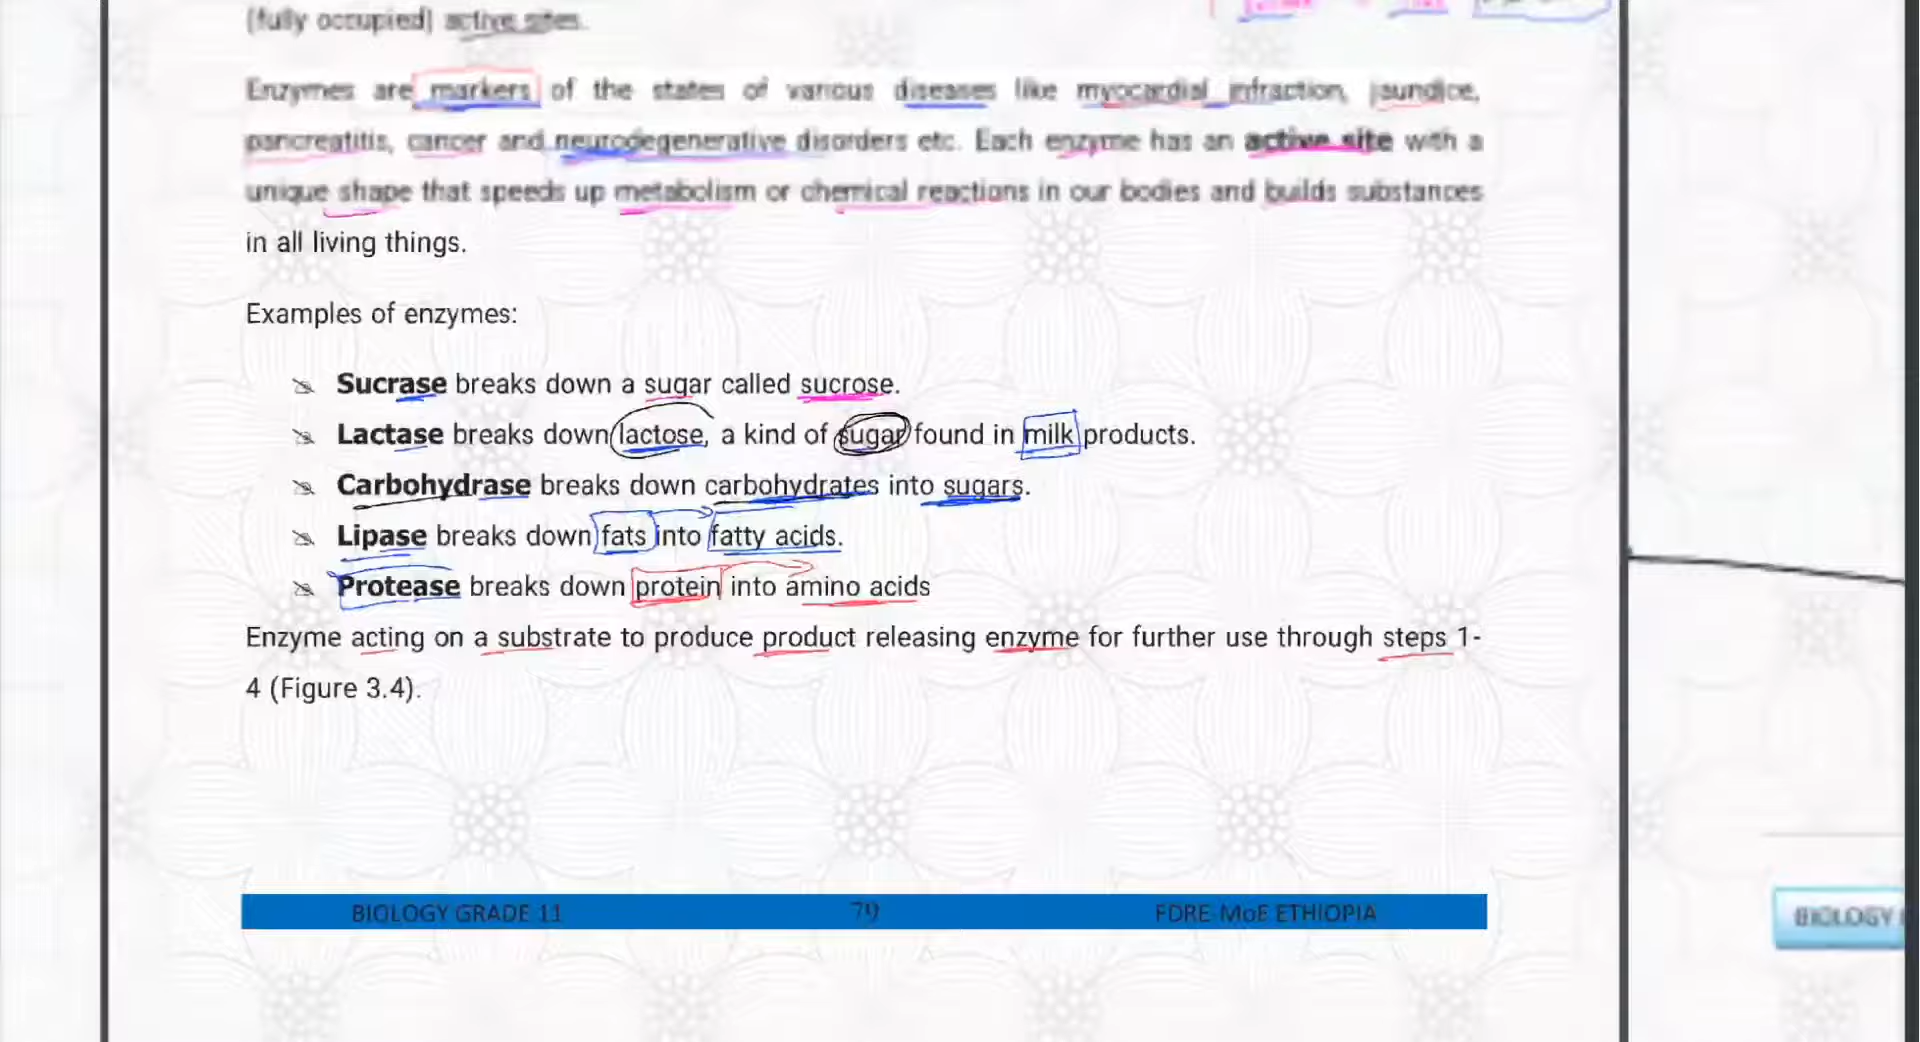 (fully occupied) active sites.
Enzymes are markers of the states of various diseases like myocardial infraction, jaundice,
pancreatitis, cancer and neurodegenerative disorders etc. Each enzyme has an active site with a
unique shape that speeds up metabolism or chemical reactions in our bodies and builds substances
in all living things.
Examples of enzymes:
Sucrase breaks down a sugar called sucrose.
Lactase breaks down lactose, a kind of sugar found in milk products.
Carbohydrase breaks down carbohydrates into sugars.
Lipase breaks down fats into fatty acids.
Protease breaks down protein into amino acids
Enzyme acting on a substrate to produce product releasing enzyme for further use through steps 1-
4 (Figure 3.4).
BIOLOGY GRADE 11 79 FDRE-MoE ETHIOPIA
BIOLOGY